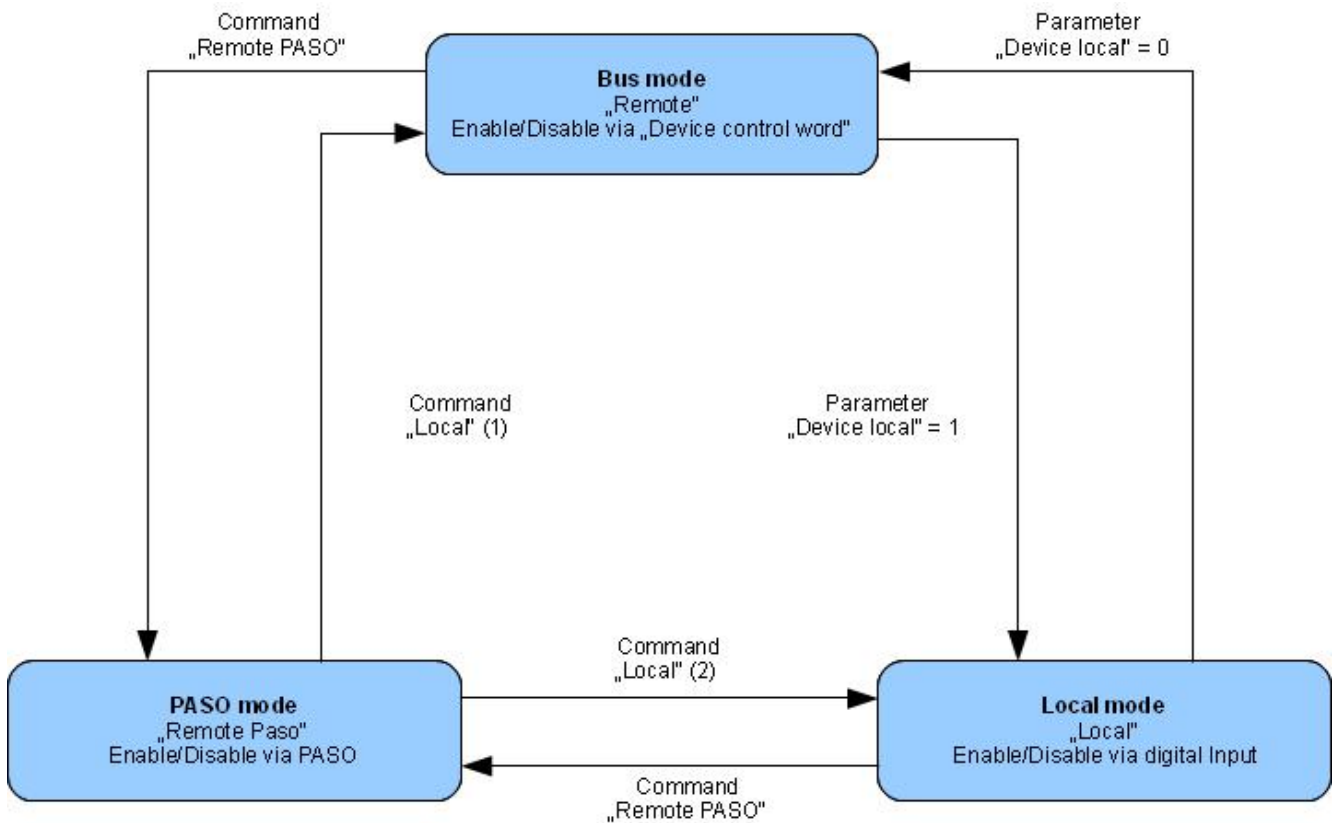 Command
„Remote PASO"
Parameter
„Device local" = 0
Bus mode
„Remote"
Enable/Disable via „Device control word"
Command
„Local" (1)
Parameter
„Device local" = 1
Command
„Local" (2)
PASO mode
„Remote Paso"
Enable/Disable via PASO
Local mode
„Local"
Enable/Disable via digital Input
Command
„Remote PASO"